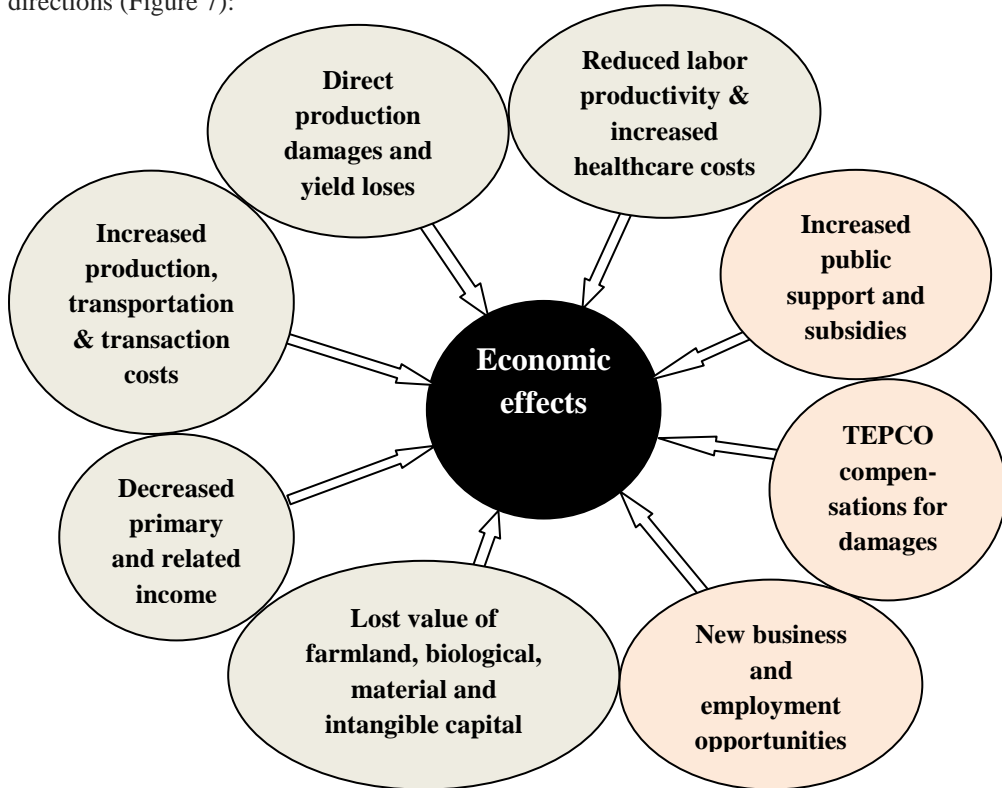 directions (Figure 7):
Direct
production
damages and
yield loses
Reduced labor
productivity &
increased
healthcare costs
Increased
production,
transportation
& transaction
costs
Increased
public
support and
subsidies
Economic
effects
TEPCO
compen-
sations for
damages
Decreased
primary
and related
income
Lost value of
farmland, biological,
material and
intangible capital
New business
and
employment
opportunities